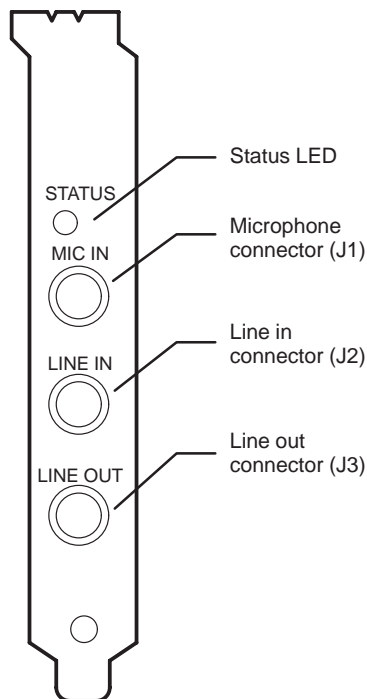 Status LED
STATUS
Microphone
connector (J1)
MIC IN
Line in
connector (J2)
LINE IN
Line out
connector (J3)
LINE OUT